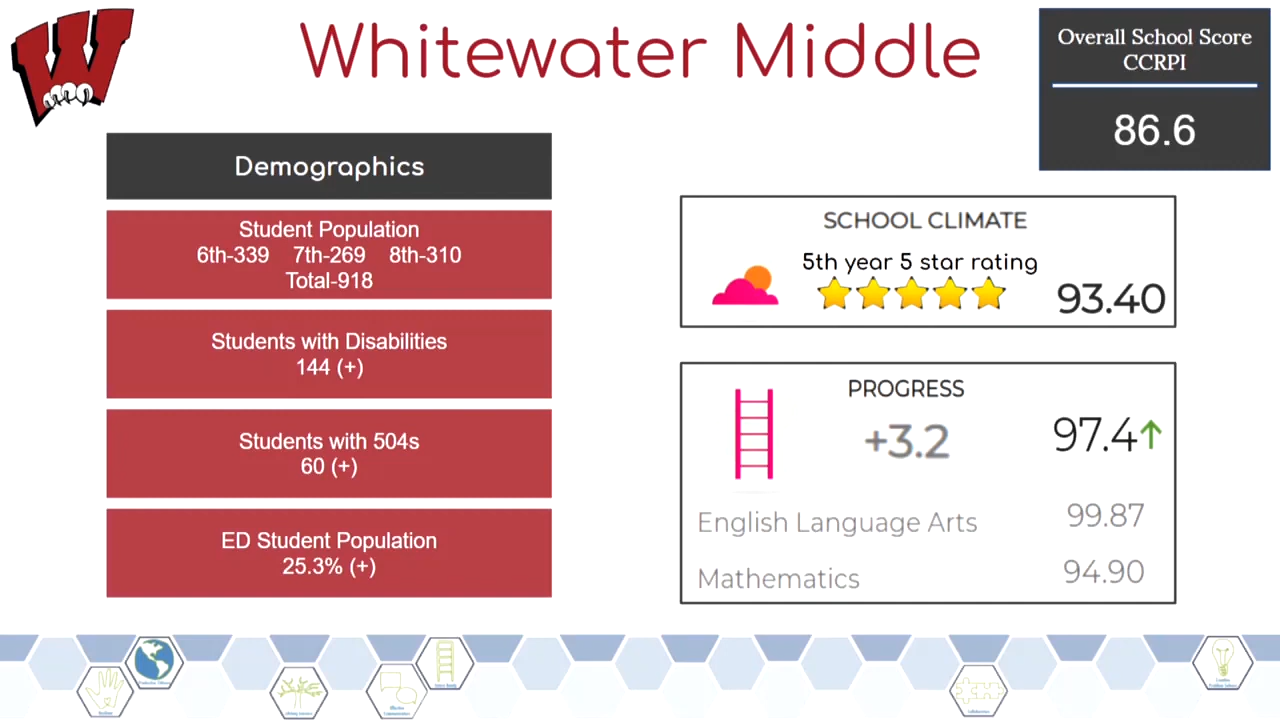 W
Whitewater Middle
Overall School Score
CCRPI
86.6
Demographics
Student Population
6th-339 7th-269 8th-310
Total-918
Students with Disabilities
144 (+)
Students with 504s
60 (+)
ED Student Population
25.3% (+)
SCHOOL CLIMATE
5th year 5 star rating
93.40
PROGRESS
+3.2
97.4↑
English Language Arts
99.87
Mathematics
94.90